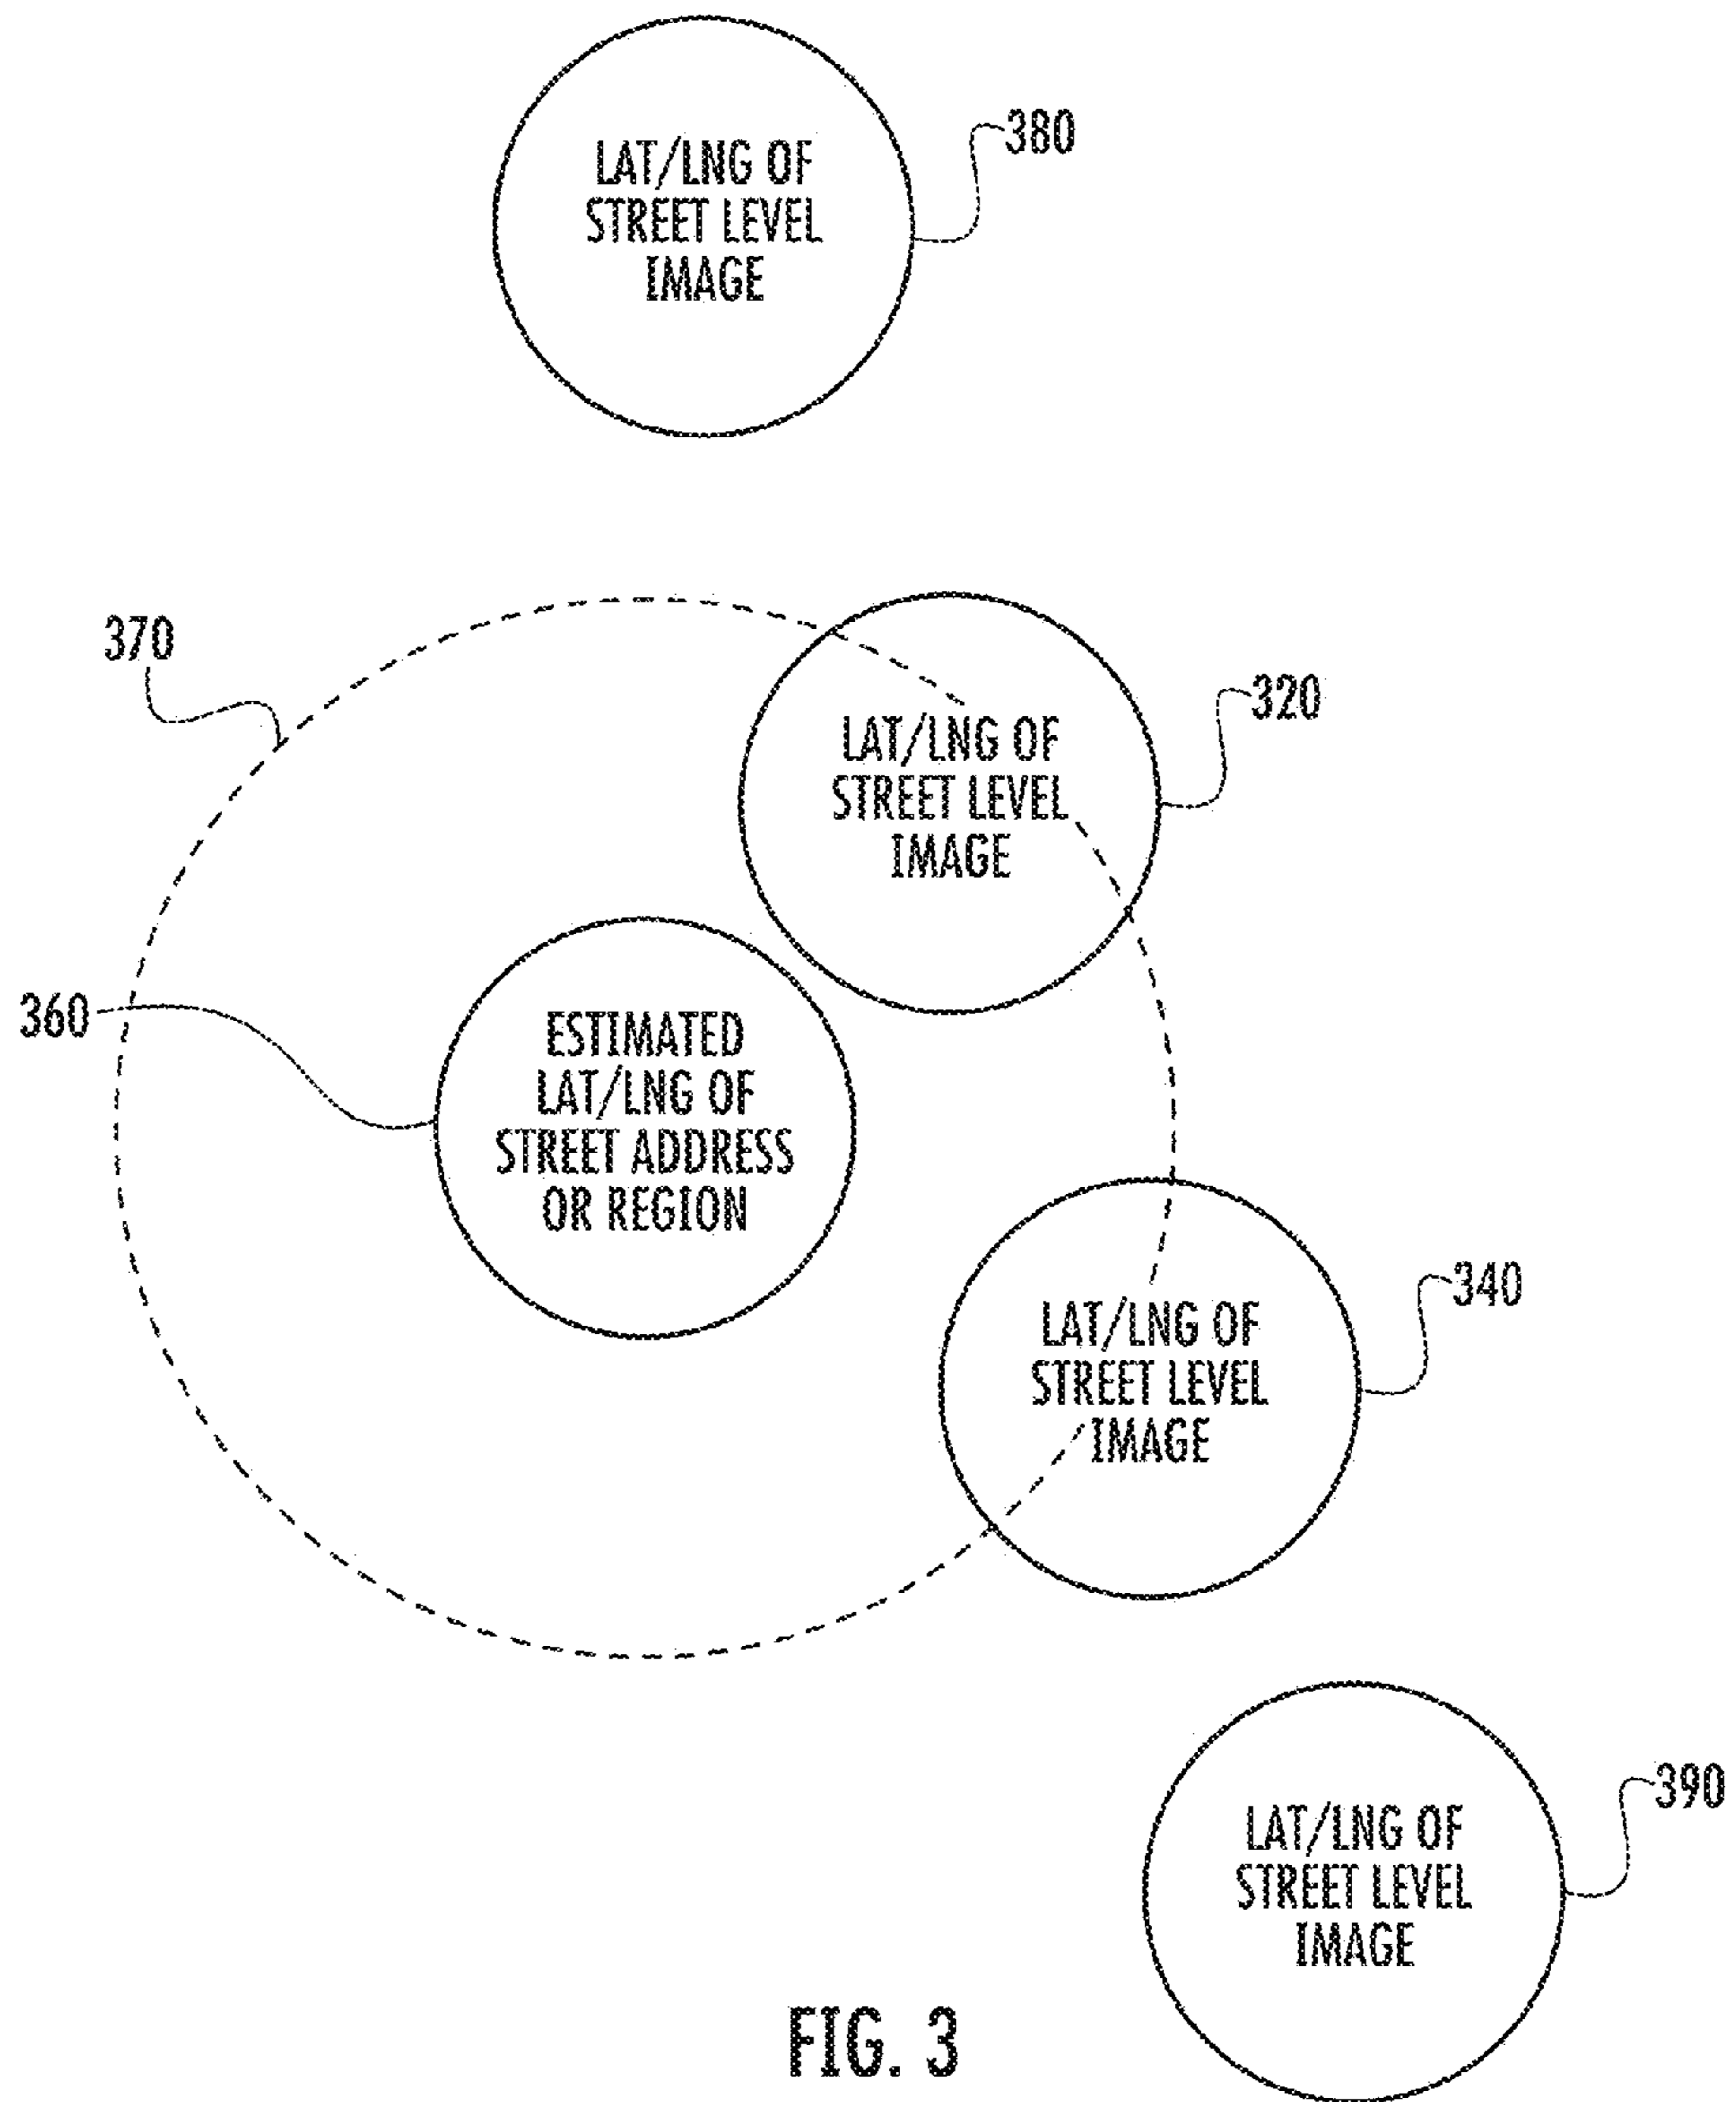 380
LAT/LNG OF
STREET LEVEL
IMAGE
370
320
LAT/LNG OF
STREET LEVEL
IMAGE
360
ESTIMATED
LAT/LNG OF
STREET ADDRESS
OR REGION
340
LAT/LNG OF
STREET LEVEL
IMAGE
390
LAT/LNG OF
STREET LEVEL
IMAGE
FIG. 3